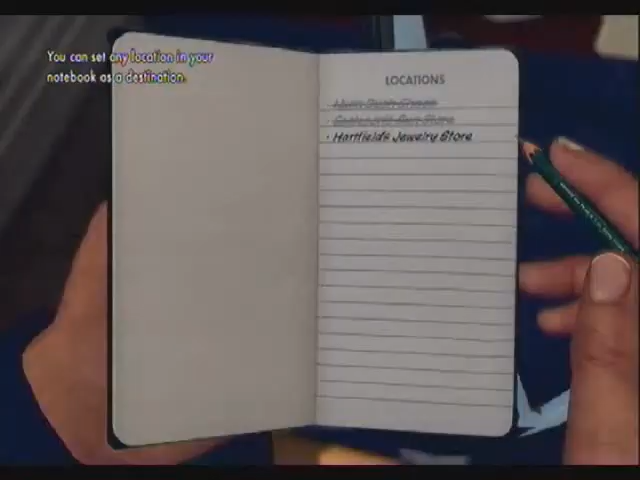 You can set any location in your
notebook as a destination.
LOCATIONS
· Hartfield's Jewelry Store